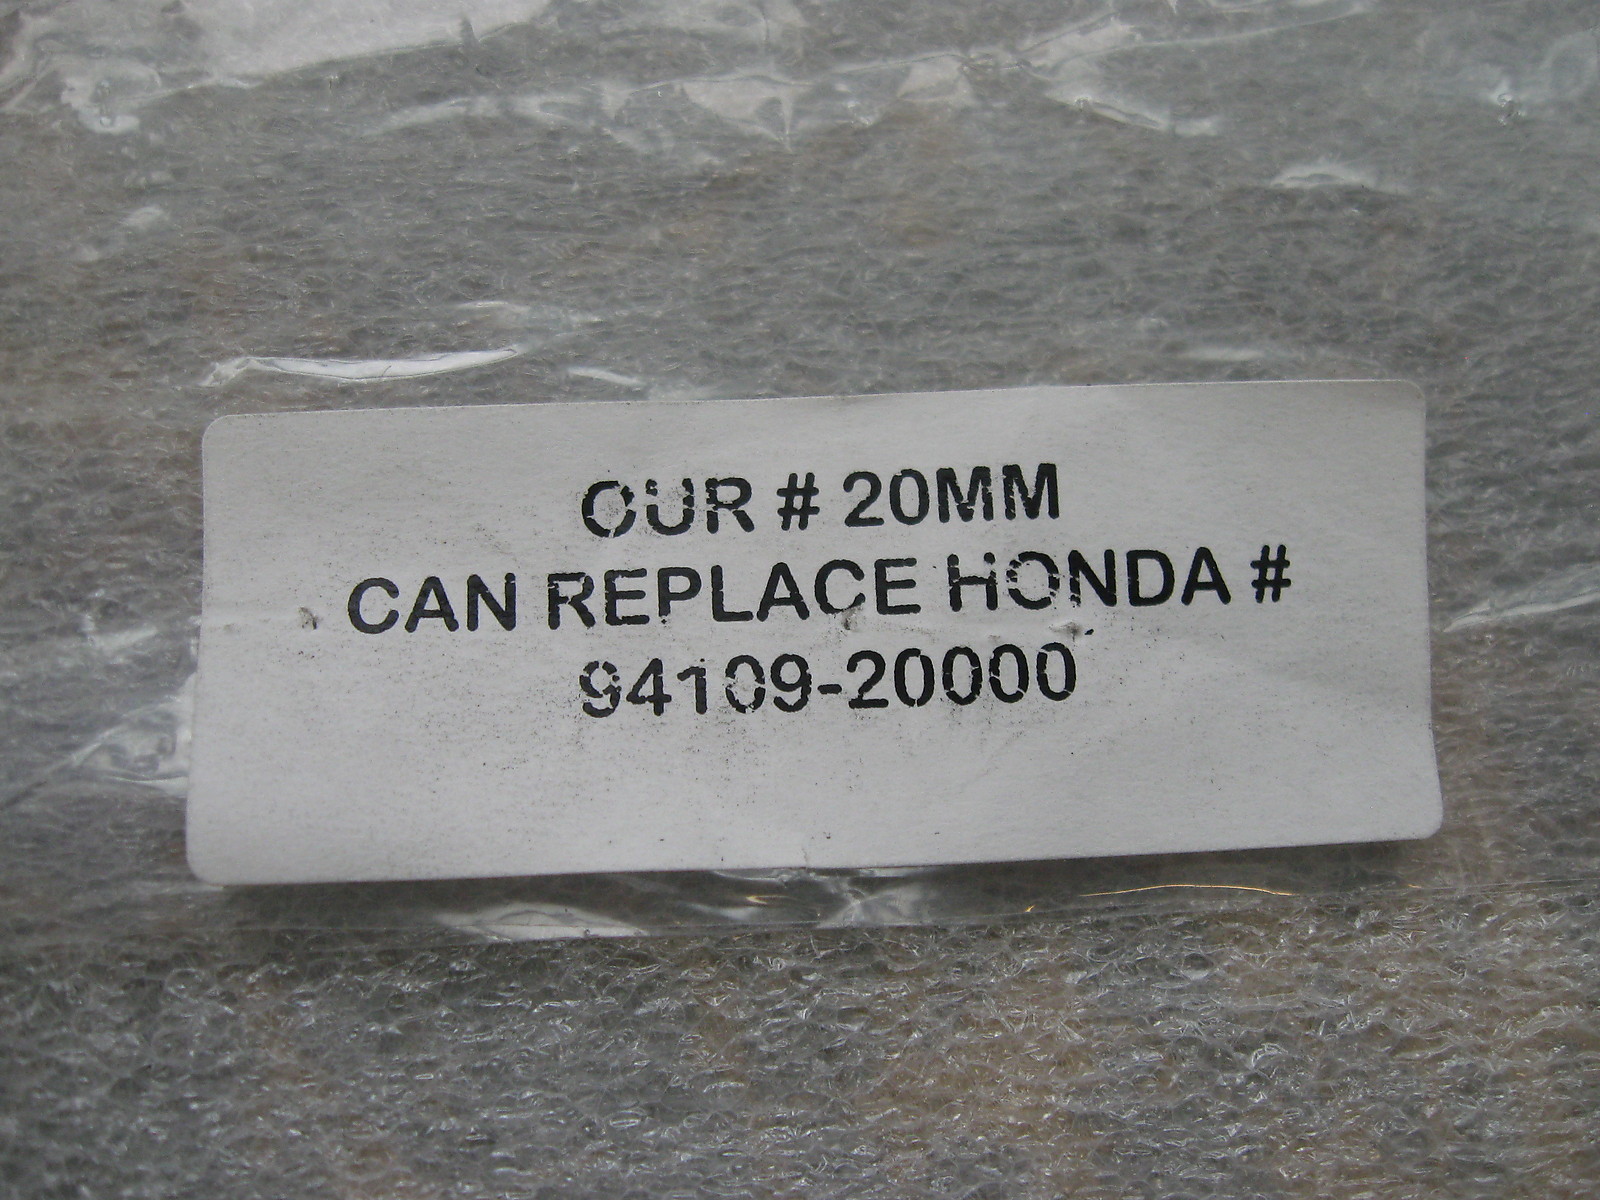 OUR # 20MM
CAN REPLACE HONDA #
94109-20000